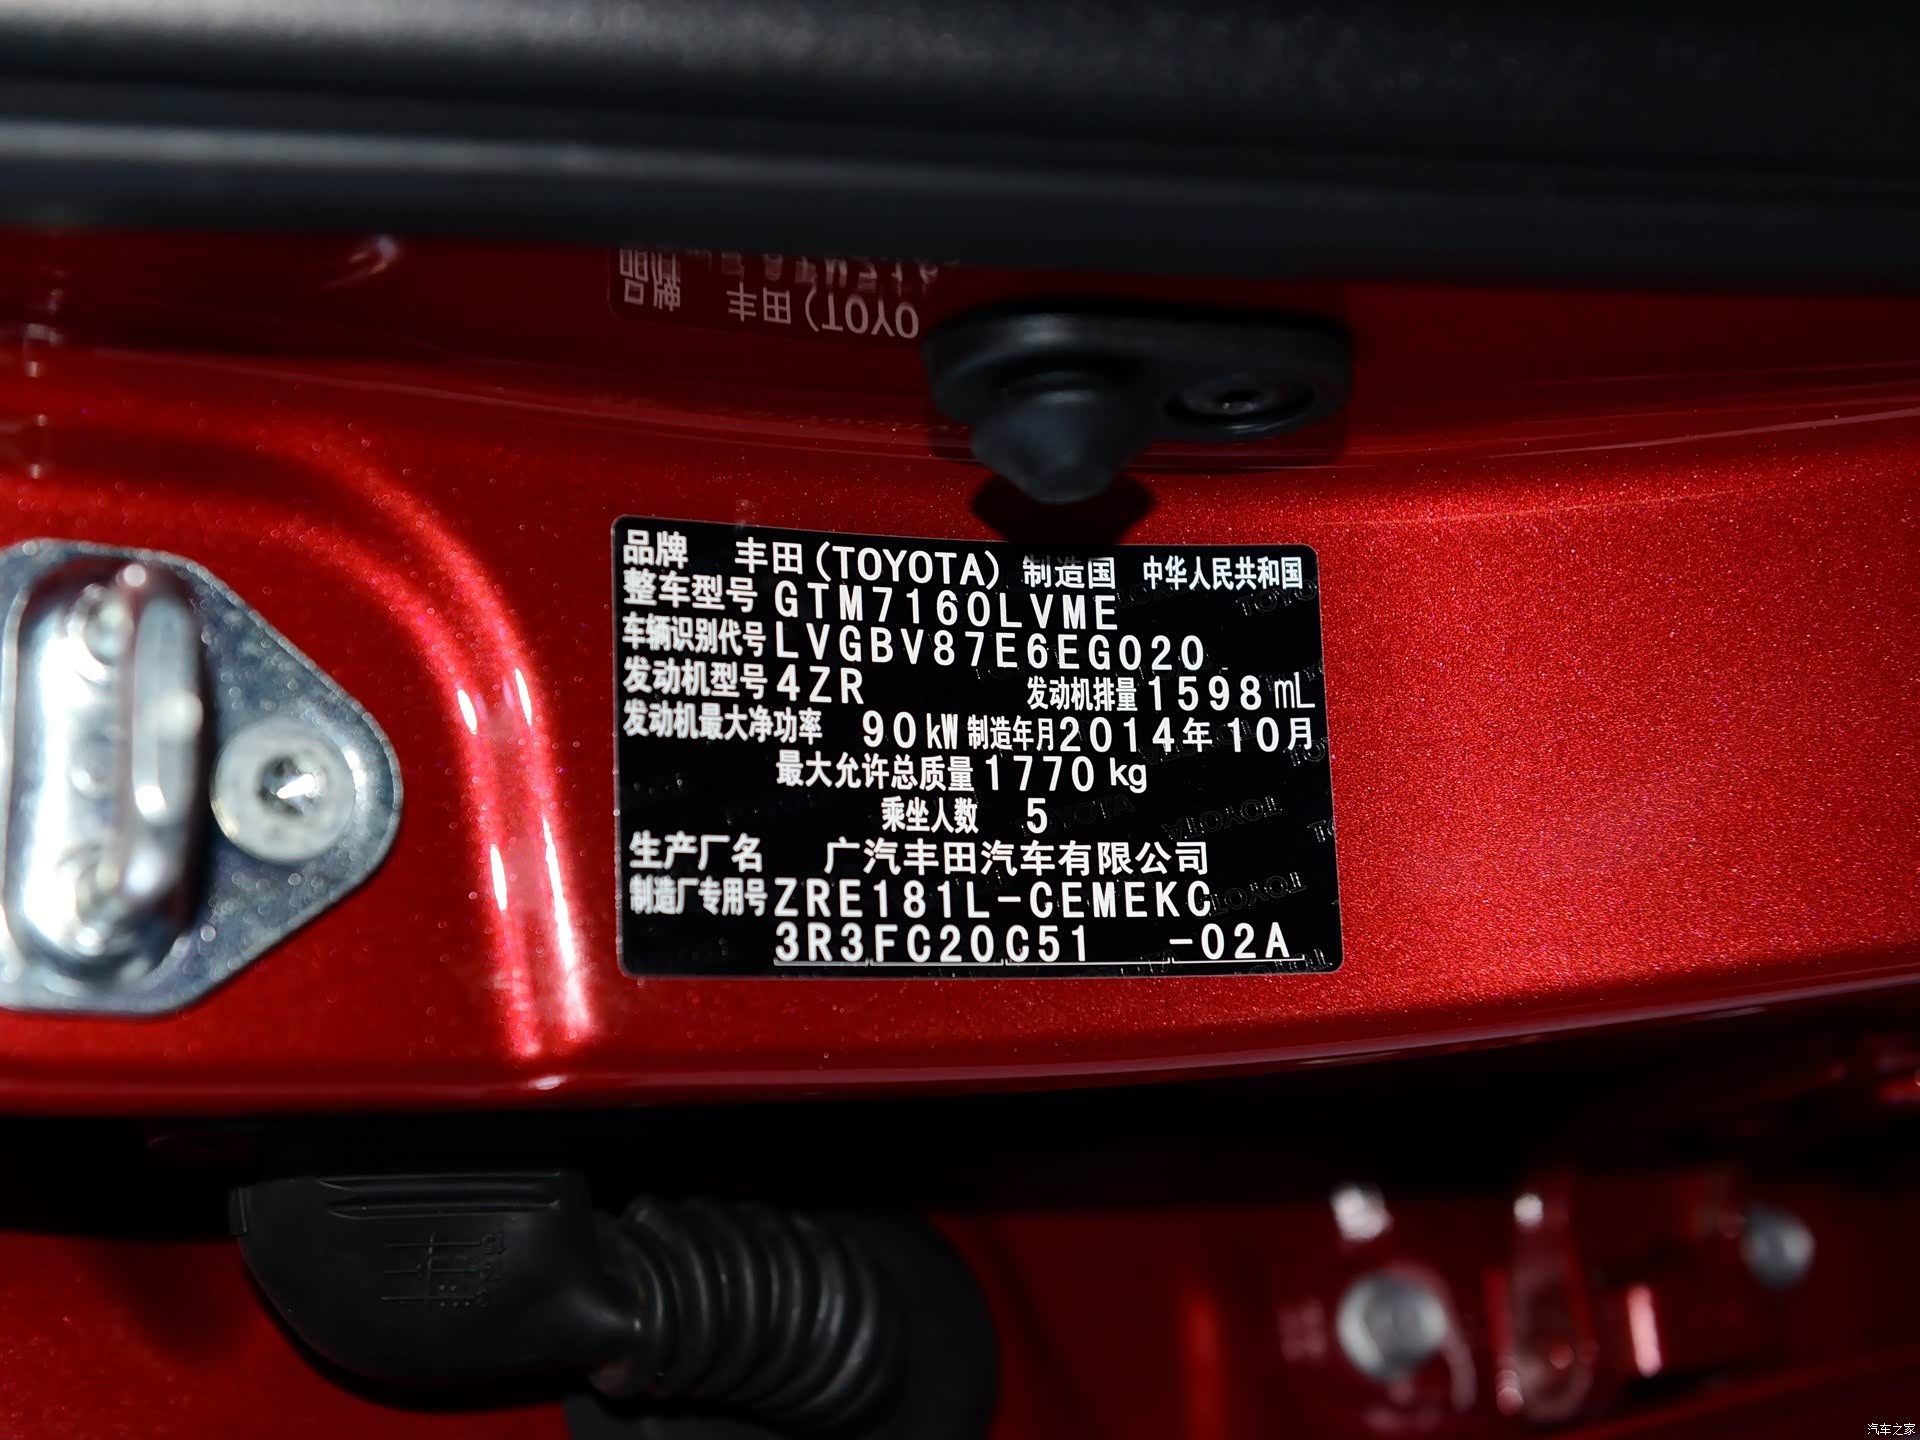 品牌 丰田(TOYOTA) 制造国 中华人民共和国
整车型号 GTM7160LVME
车辆识别代号 LVGBV87E6EG020
发动机型号 4ZR 发动机排量 1598 mL
发动机最大净功率 90 kW 制造年月 2014年10月
最大允许总质量 1770 kg
乘坐人数 5
生产厂名 广汽丰田汽车有限公司
制造厂专用号 ZRE181L-CEMEKC
3R3FC20C51 -02A
汽车之家